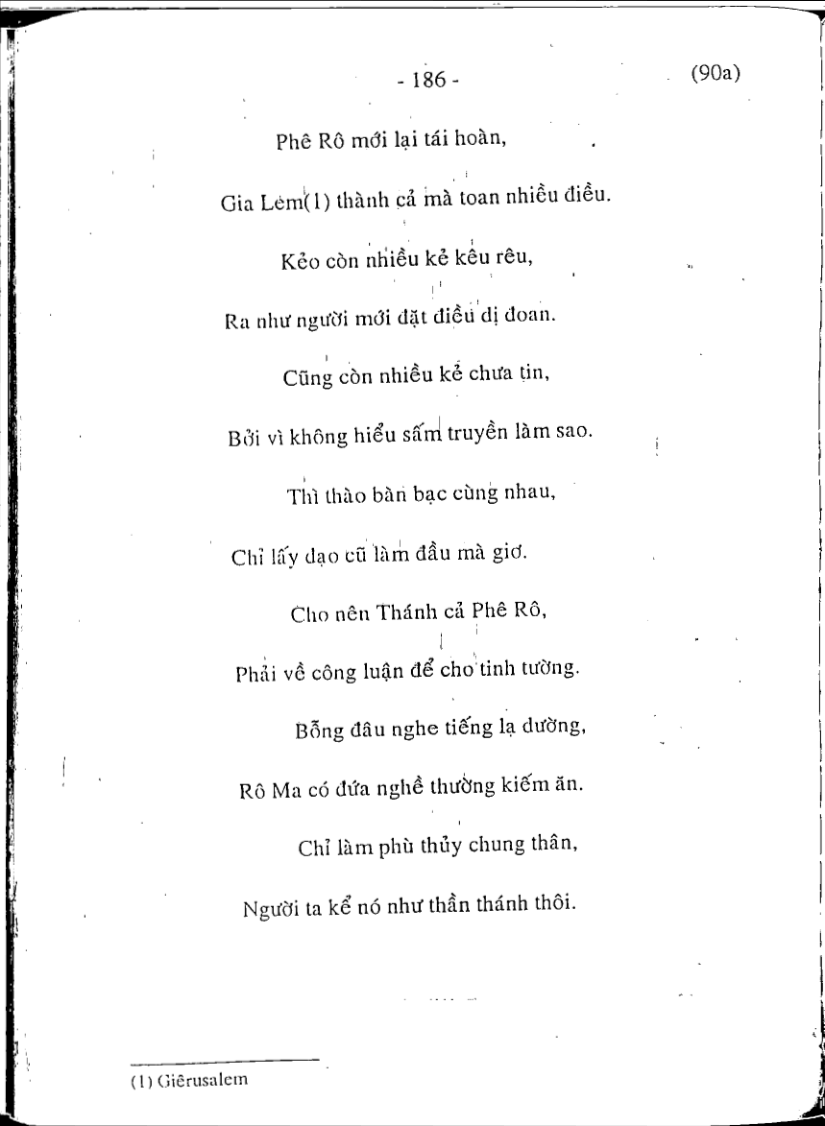 - 186 -
(90a)
Phê Rô mới lại tái hoàn,
Gia Lem(1) thành cả mà toan nhiều điều.
Kẻo còn nhiều kẻ kêu rêu,
Ra như người mới đặt điều dị đoan.
Cũng còn nhiều kẻ chưa tin,
Bởi vì không hiểu sấm truyền làm sao.
Thì thào bàn bạc cùng nhau,
Chỉ lấy đạo cũ làm đầu mà giơ.
Cho nên Thánh cả Phê Rô,
Phải về công luận để cho tinh tường.
Bỗng đâu nghe tiếng lạ dường,
Rô Ma có đứa nghề thường kiếm ăn.
Chỉ làm phù thủy chung thân,
Người ta kể nó như thần thánh thôi.
(1) Giêrusalem